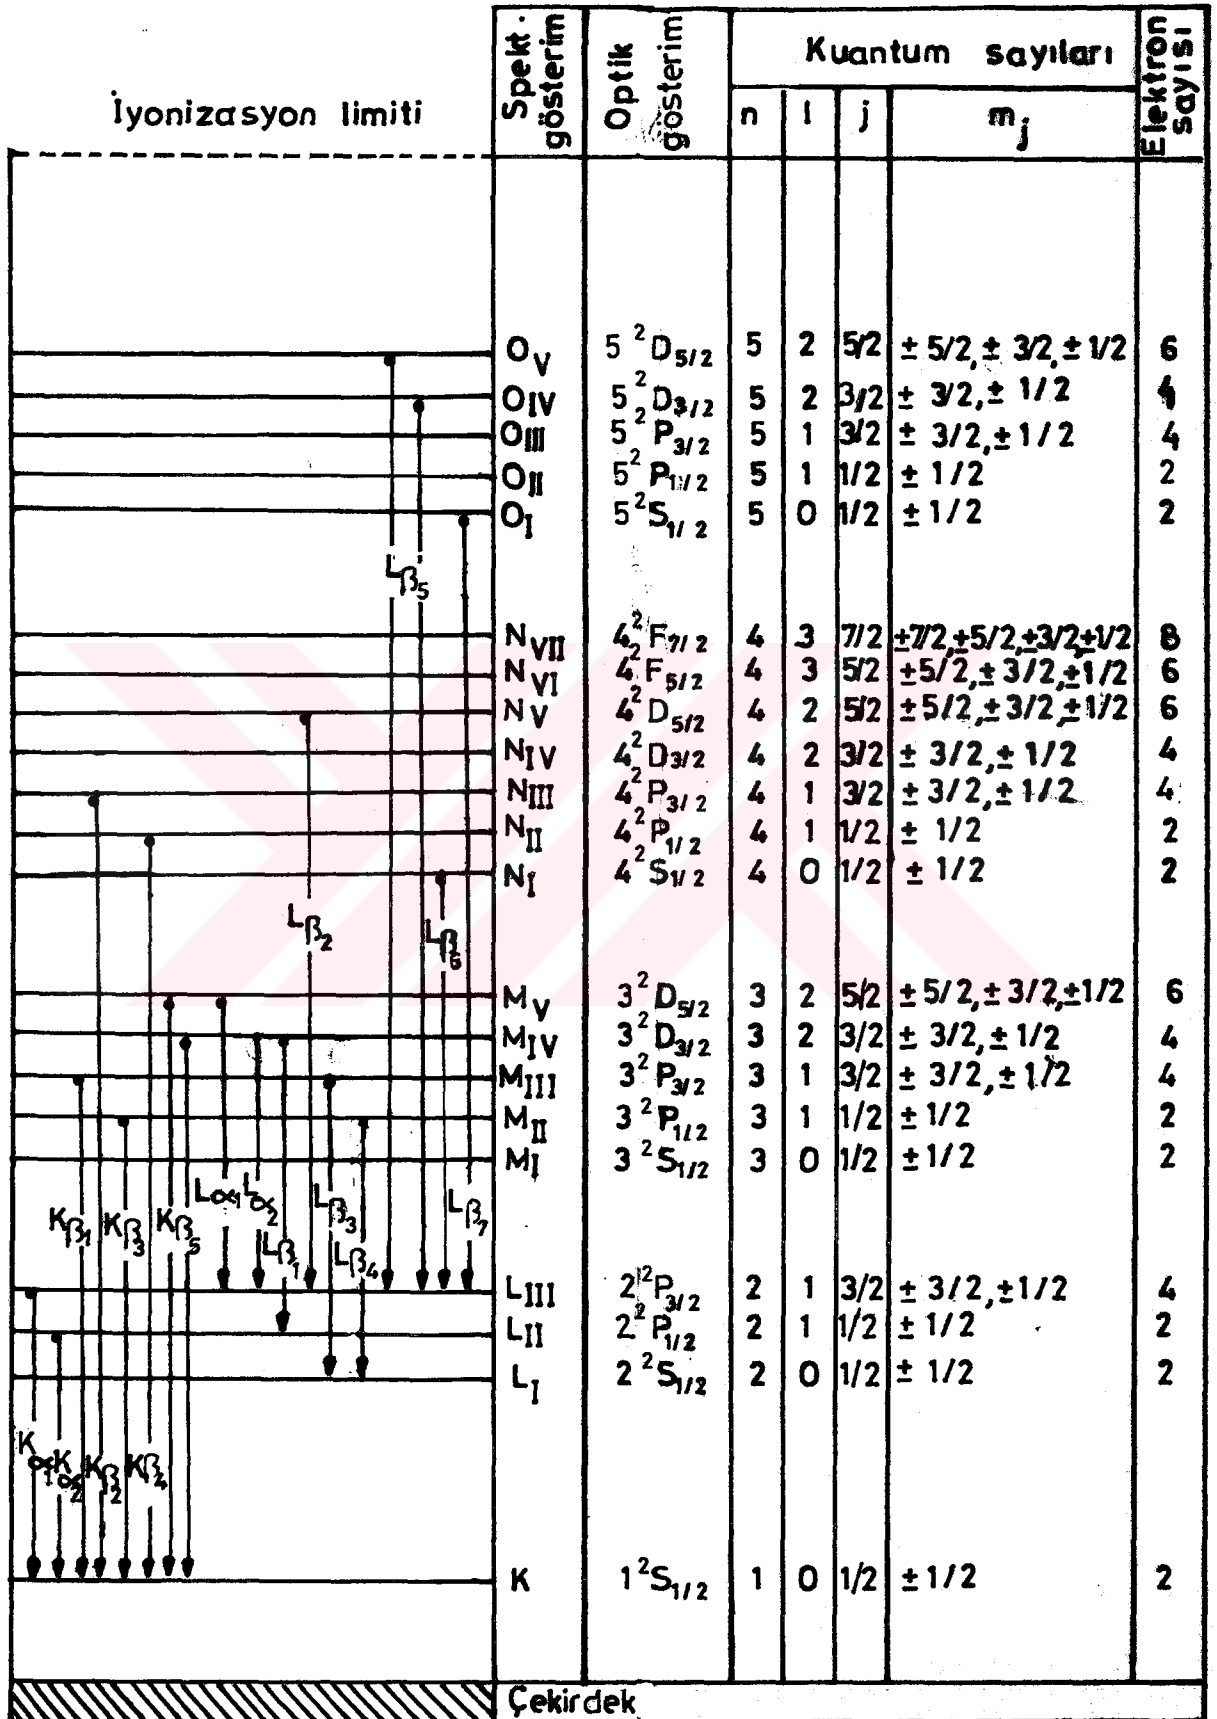 İyonizasyon limiti
Spekt. gösterim
Optik gösterim
Kuantum sayıları
n l j m_j
Elektron sayısı
O_V 5 ²D_5/2 5 2 5/2 ± 5/2, ± 3/2, ± 1/2 6
O_IV 5 ²D_3/2 5 2 3/2 ± 3/2, ± 1/2 4
O_III 5 ²P_3/2 5 1 3/2 ± 3/2, ± 1/2 4
O_II 5 ²P_1/2 5 1 1/2 ± 1/2 2
O_I 5 ²S_1/2 5 0 1/2 ± 1/2 2
Lβ5
N_VII 4 ²F_7/2 4 3 7/2 ±7/2, ±5/2, ±3/2, ±1/2 8
N_VI 4 ²F_5/2 4 3 5/2 ±5/2, ± 3/2, ±1/2 6
N_V 4 ²D_5/2 4 2 5/2 ±5/2, ±3/2, ±1/2 6
N_IV 4 ²D_3/2 4 2 3/2 ± 3/2, ± 1/2 4
N_III 4 ²P_3/2 4 1 3/2 ± 3/2, ± 1/2 4
N_II 4 ²P_1/2 4 1 1/2 ± 1/2 2
N_I 4 ²S_1/2 4 0 1/2 ± 1/2 2
Lβ2 Lβ6
M_V 3 ²D_5/2 3 2 5/2 ± 5/2, ± 3/2, ±1/2 6
M_IV 3 ²D_3/2 3 2 3/2 ± 3/2, ± 1/2 4
M_III 3 ²P_3/2 3 1 3/2 ± 3/2, ± 1/2 4
M_II 3 ²P_1/2 3 1 1/2 ± 1/2 2
M_I 3 ²S_1/2 3 0 1/2 ± 1/2 2
Lα1 Lα2 Lβ3 Lβ7
Kβ1 Kβ3 Kβ5 Lβ1 Lβ4
L_III 2 ²P_3/2 2 1 3/2 ± 3/2, ±1/2 4
L_II 2 ²P_1/2 2 1 1/2 ± 1/2 2
L_I 2 ²S_1/2 2 0 1/2 ± 1/2 2
Kα1 Kα2 Kβ2 Kβ4
K 1 ²S_1/2 1 0 1/2 ± 1/2 2
Çekirdek